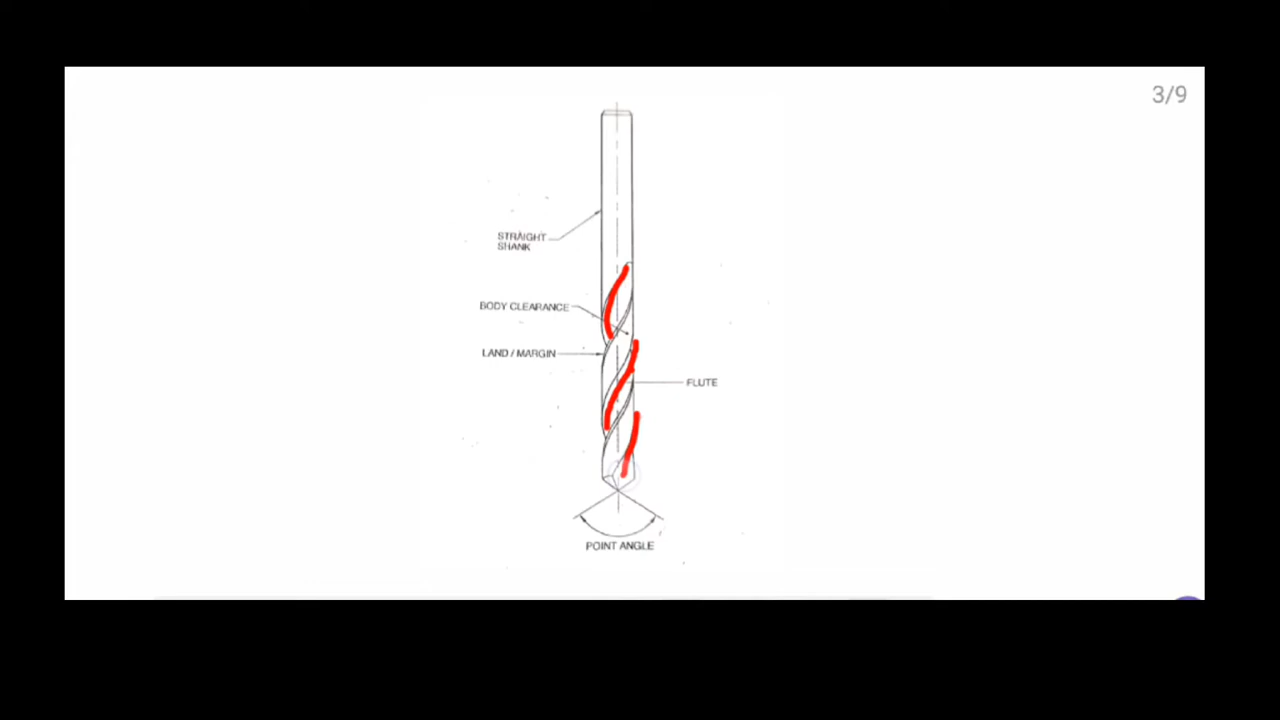 3/9
STRAIGHT
SHANK
BODY CLEARANCE
LAND / MARGIN
FLUTE
POINT ANGLE